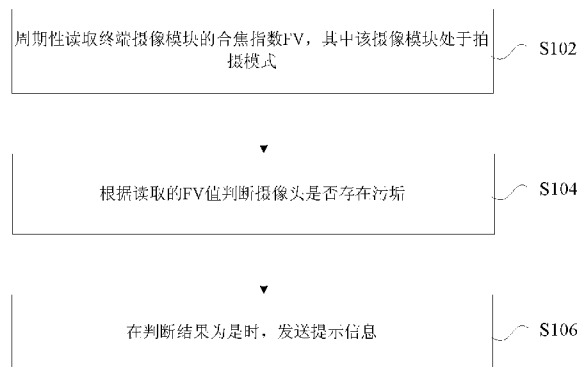 周期性读取终端摄像模块的合焦指数FV，其中该摄像模块处于拍
摄模式
S102
根据读取的FV值判断摄像头是否存在污垢
S104
在判断结果为是时，发送提示信息
S106